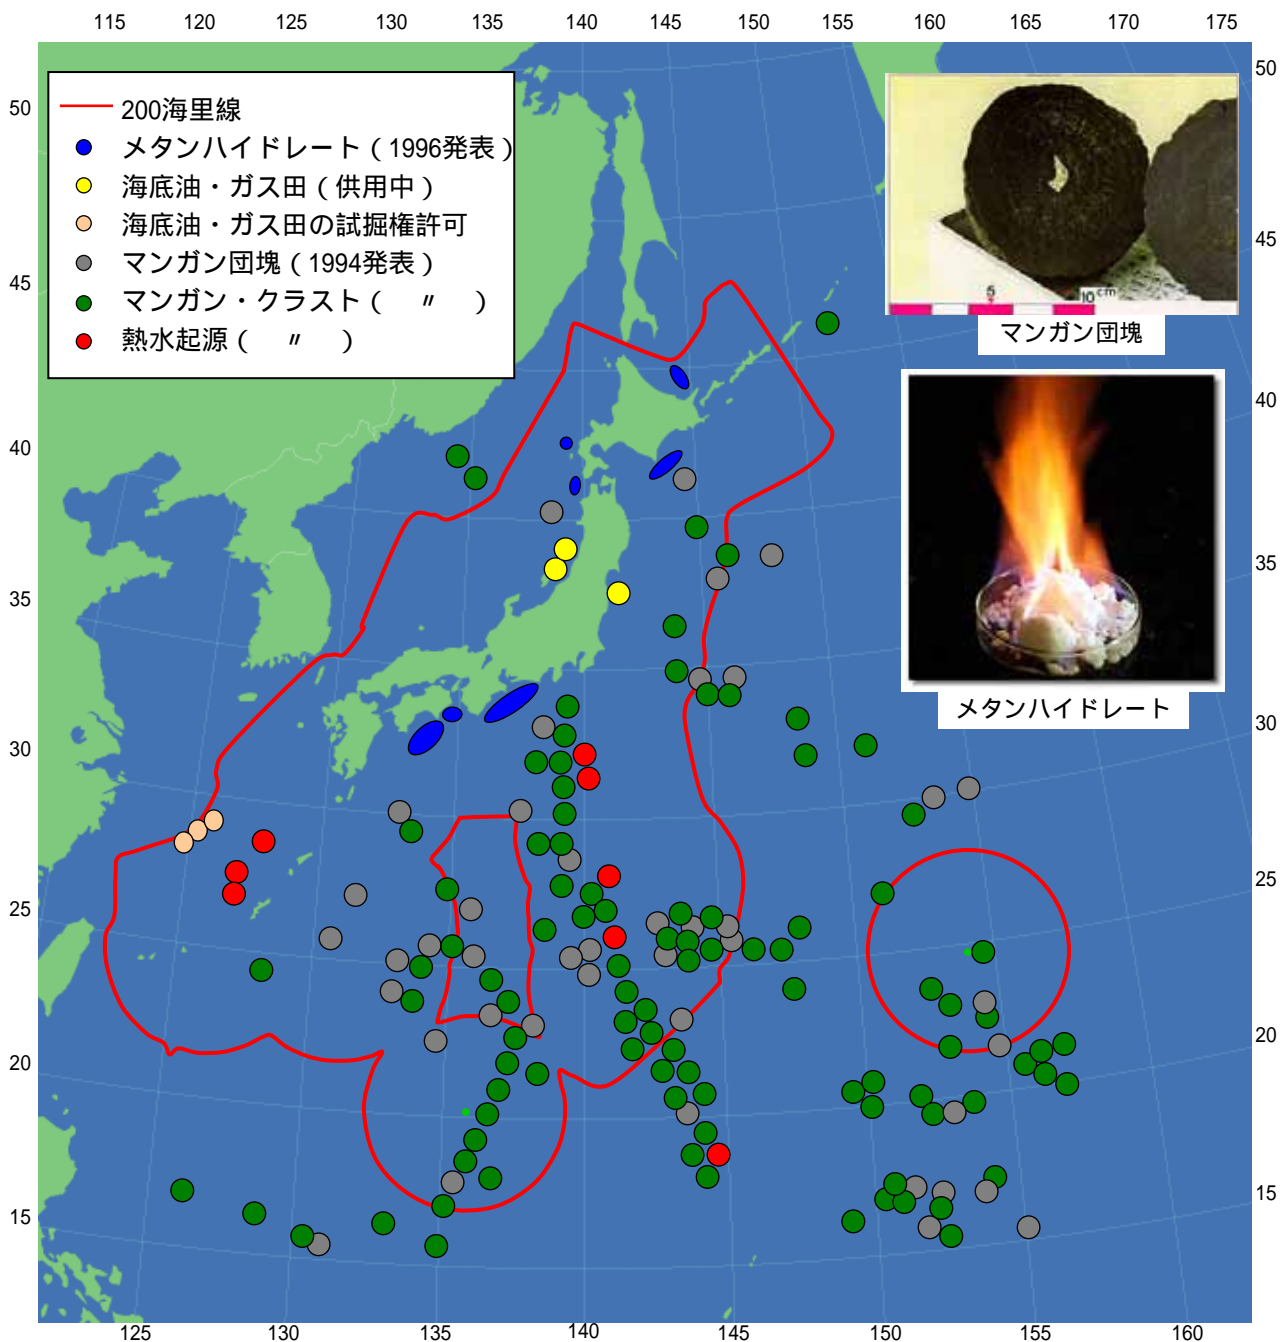 115 120 125 130 135 140 145 155 160 165 170 175
50
45
40
35
30
25
20
15
200海里線
メタンハイドレート（1996発表）
海底油・ガス田（供用中）
海底油・ガス田の試掘権許可
マンガン団塊（1994発表）
マンガン・クラスト（ 〃 ）
熱水起源（ 〃 ）
5 10cm
マンガン団塊
メタンハイドレート
50
45
40
35
30
25
20
15
125 130 135 140 145 150 155 160